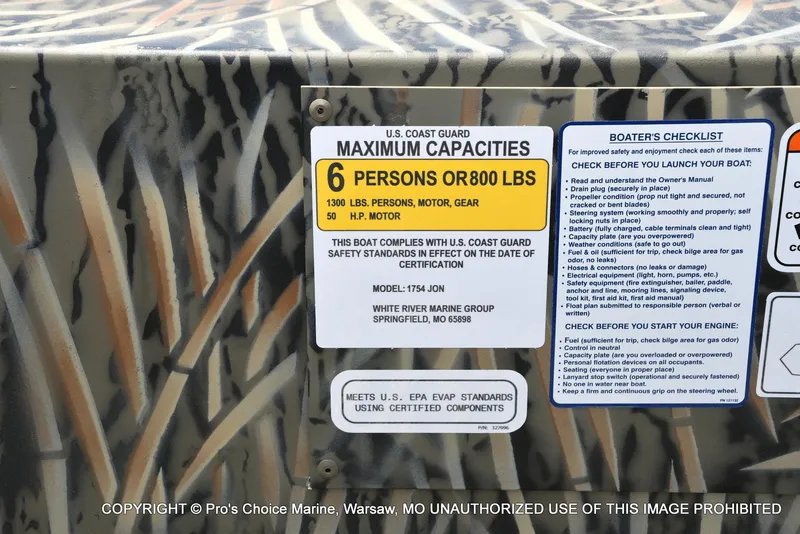 U.S. COAST GUARD
MAXIMUM CAPACITIES
6 PERSONS OR 800 LBS
1300 LBS. PERSONS, MOTOR, GEAR
50 H.P. MOTOR
THIS BOAT COMPLIES WITH U.S. COAST GUARD
SAFETY STANDARDS IN EFFECT ON THE DATE OF
CERTIFICATION
MODEL: 1754 JON
WHITE RIVER MARINE GROUP
SPRINGFIELD, MO 65898
MEETS U.S. EPA EVAP STANDARDS
USING CERTIFIED COMPONENTS
P/N: 327096
BOATER'S CHECKLIST
For improved safety and enjoyment check each of these items:
CHECK BEFORE YOU LAUNCH YOUR BOAT:
• Read and understand the Owner's Manual
• Drain plug (securely in place)
• Propeller condition (prop nut tight and secured, not
cracked or bent blades)
• Steering system (working smoothly and properly; self
locking nuts in place)
• Battery (fully charged, cable terminals clean and tight)
• Capacity plate (are you overpowered)
• Weather conditions (safe to go out)
• Fuel & oil (sufficient for trip, check bilge area for gas
odor, no leaks)
• Hoses & connectors (no leaks or damage)
• Electrical equipment (light, horn, pumps, etc.)
• Safety equipment (fire extinguisher, bailer, paddle,
anchor and line, mooring lines, signaling device,
tool kit, first aid kit, first aid manual)
• Float plan submitted to responsible person (verbal or
written)
CHECK BEFORE YOU START YOUR ENGINE:
• Fuel (sufficient for trip, check bilge area for gas odor)
• Control in neutral
• Capacity plate (are you overloaded or overpowered)
• Personal flotation devices on all occupants.
• Seating (everyone in proper place)
• Lanyard stop switch (operational and securely fastened)
• No one in water near boat.
• Keep a firm and continuous grip on the steering wheel.
COPYRIGHT © Pro's Choice Marine, Warsaw, MO UNAUTHORIZED USE OF THIS IMAGE PROHIBITED